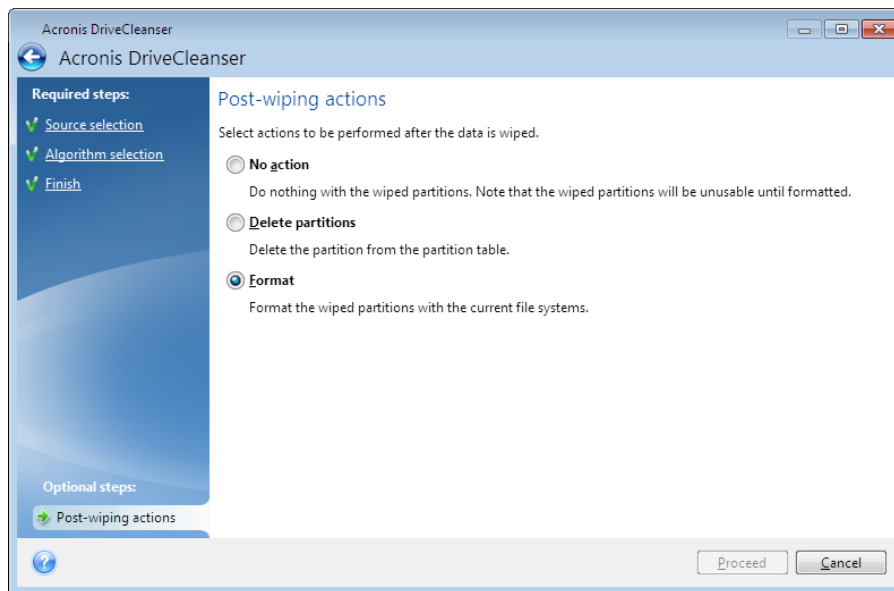 Acronis DriveCleanser
Acronis DriveCleanser
Required steps:
Source selection
Algorithm selection
Finish
Post-wiping actions
Select actions to be performed after the data is wiped.
No action
Do nothing with the wiped partitions. Note that the wiped partitions will be unusable until formatted.
Delete partitions
Delete the partition from the partition table.
Format
Format the wiped partitions with the current file systems.
Optional steps:
Post-wiping actions
Proceed
Cancel